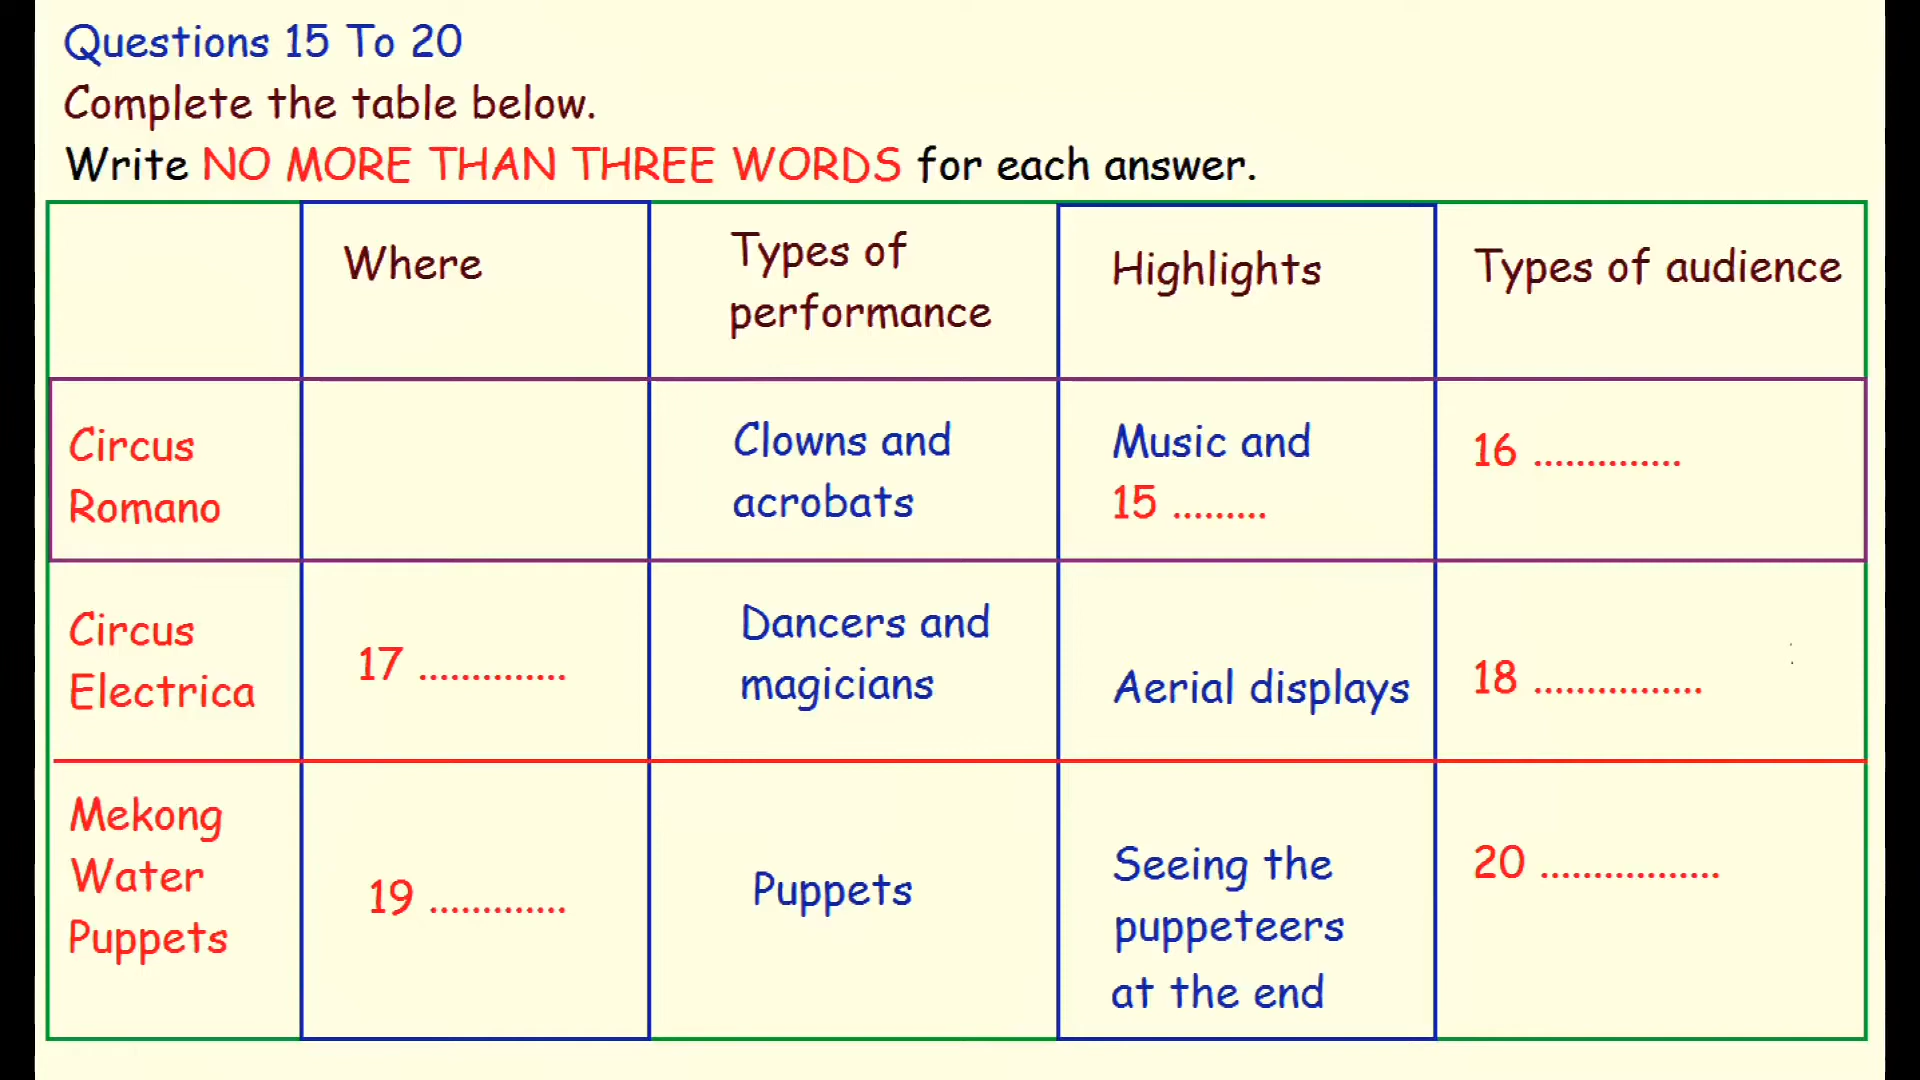 Questions 15 To 20
Complete the table below.
Write NO MORE THAN THREE WORDS for each answer.
Where
Types of
performance
Highlights
Types of audience
Circus
Romano
Clowns and
acrobats
Music and
15 .........
16 ..............
Circus
Electrica
17 ..............
Dancers and
magicians
Aerial displays
18 ................
Mekong
Water
Puppets
19 .............
Puppets
Seeing the
puppeteers
at the end
20 .................